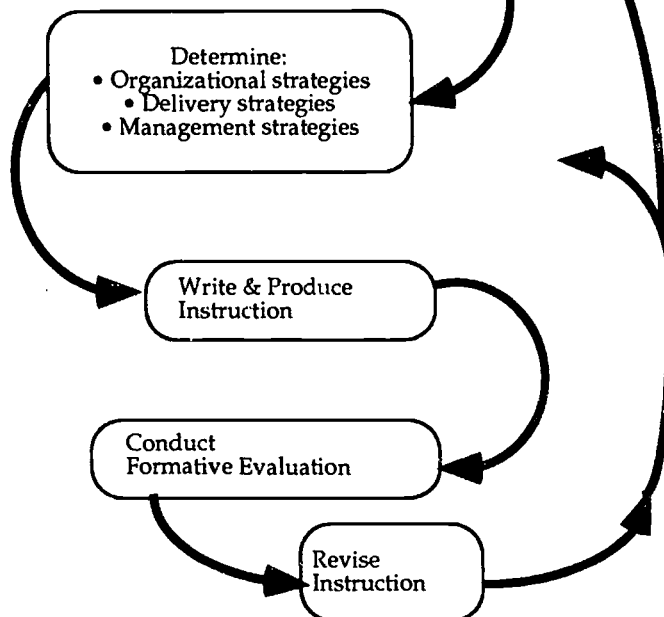 Determine:
• Organizational strategies
• Delivery strategies
• Management strategies
Write & Produce
Instruction
Conduct
Formative Evaluation
Revise
Instruction